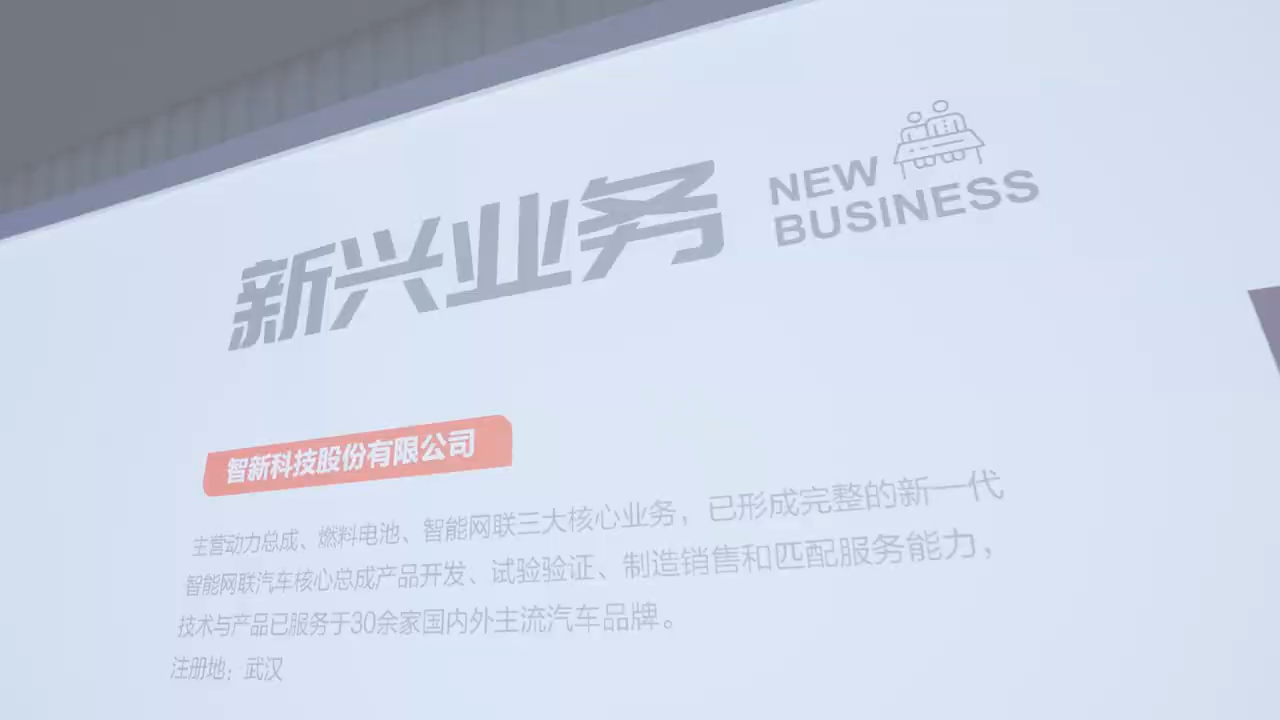 新兴业务
NEW
BUSINESS
智新科技股份有限公司
主营动力总成、燃料电池、智能网联三大核心业务，已形成完整的新一代
智能网联汽车核心总成产品开发、试验验证、制造销售和匹配服务能力，
技术与产品已服务于30余家国内外主流汽车品牌。
注册地：武汉